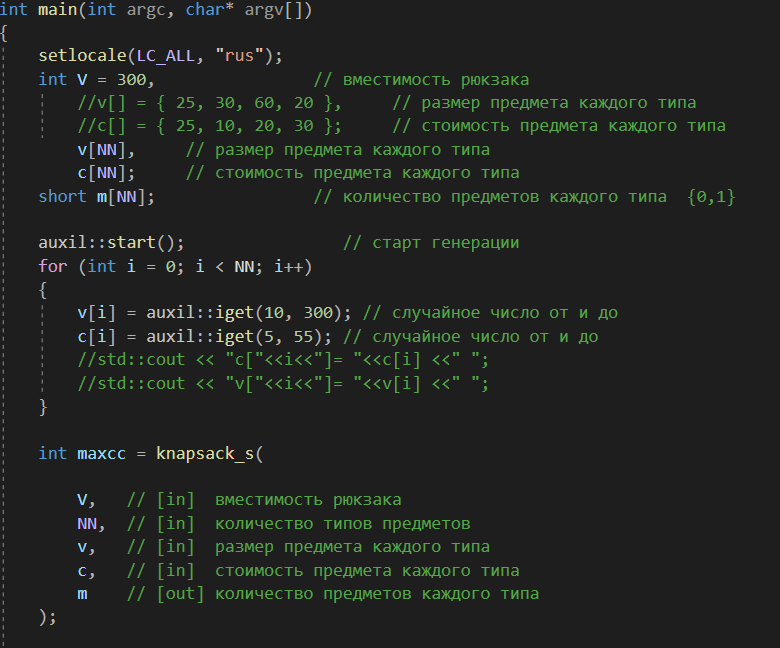 int main(int argc, char* argv[])
{
setlocale(LC_ALL, "rus");
int V = 300, // вместимость рюкзака
//v[] = { 25, 30, 60, 20 }, // размер предмета каждого типа
//c[] = { 25, 10, 20, 30 }; // стоимость предмета каждого типа
v[NN], // размер предмета каждого типа
c[NN]; // стоимость предмета каждого типа
short m[NN]; // количество предметов каждого типа {0,1}
auxil::start(); // старт генерации
for (int i = 0; i < NN; i++)
{
v[i] = auxil::iget(10, 300); // случайное число от и до
c[i] = auxil::iget(5, 55); // случайное число от и до
//std::cout << "c["<<i<<"]= "<<c[i] <<" ";
//std::cout << "v["<<i<<"]= "<<v[i] <<" ";
}
int maxcc = knapsack_s(
V, // [in] вместимость рюкзака
NN, // [in] количество типов предметов
v, // [in] размер предмета каждого типа
c, // [in] стоимость предмета каждого типа
m // [out] количество предметов каждого типа
);